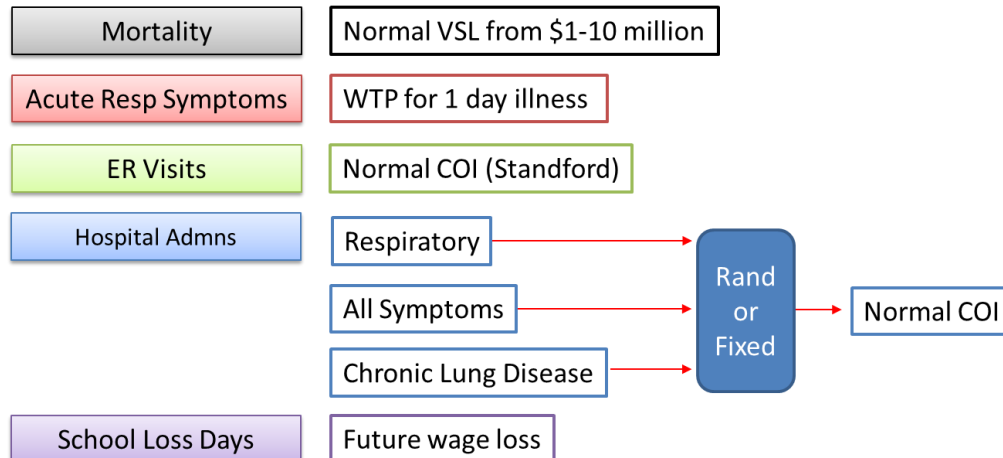 Mortality
Normal VSL from $1-10 million
Acute Resp Symptoms
WTP for 1 day illness
ER Visits
Normal COI (Standford)
Hospital Admns
Respiratory
All Symptoms
Chronic Lung Disease
Rand
or
Fixed
Normal COI
School Loss Days
Future wage loss